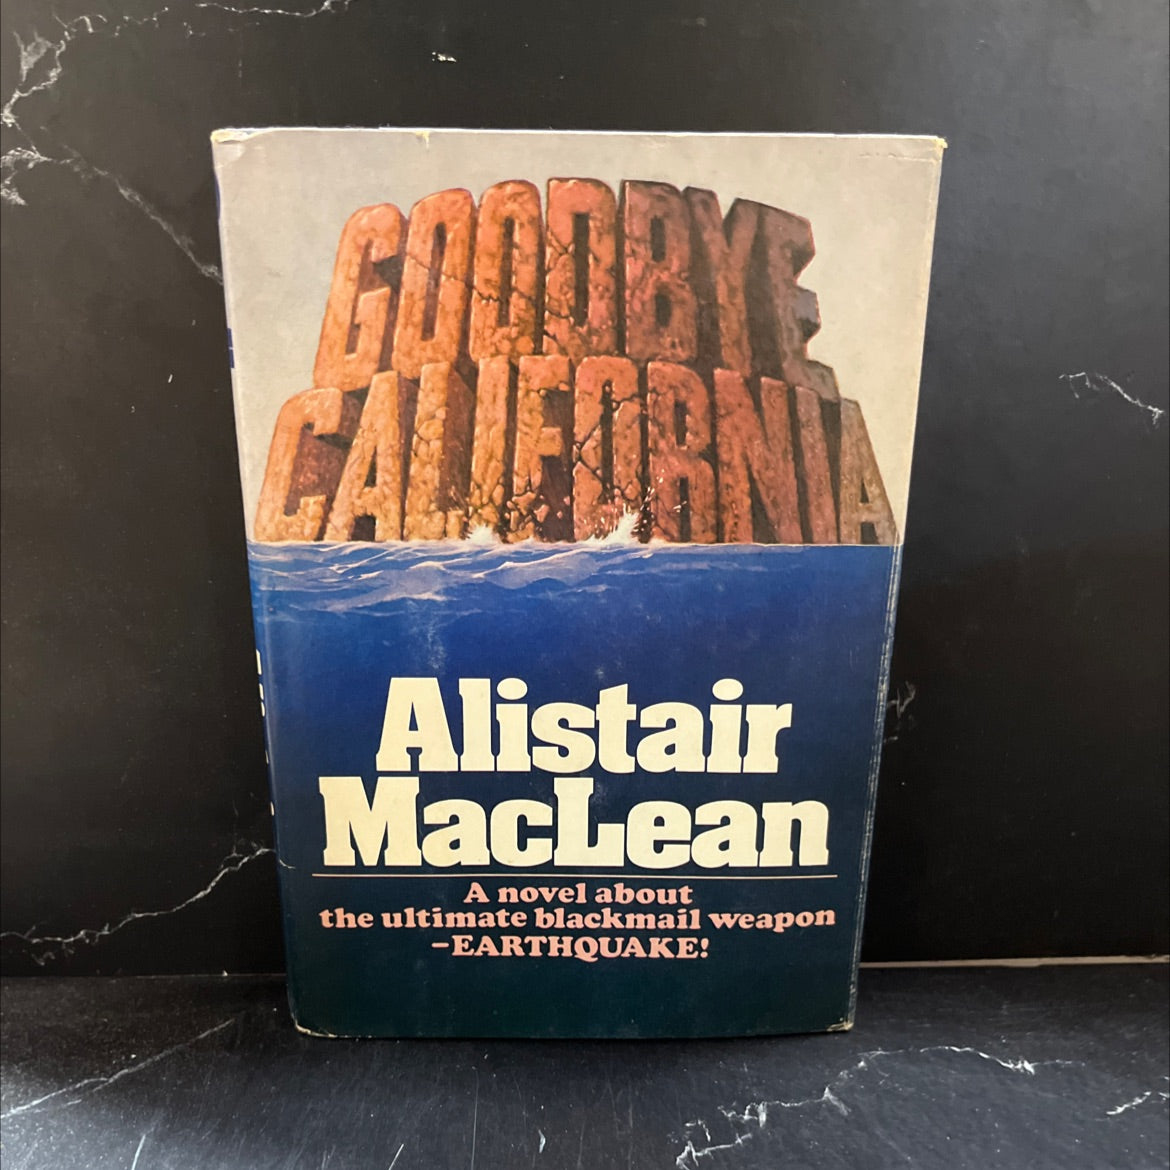 GOODBYE
CALIFORNIA
Alistair
MacLean
A novel about
the ultimate blackmail weapon
–EARTHQUAKE!